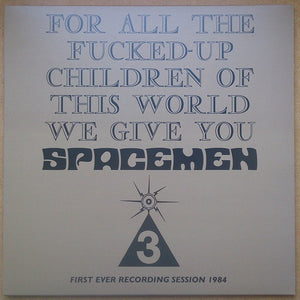 FOR ALL THE
FUCKED-UP
CHILDREN OF
THIS WORLD
WE GIVE YOU
SPACEMEN
3
FIRST EVER RECORDING SESSION 1984